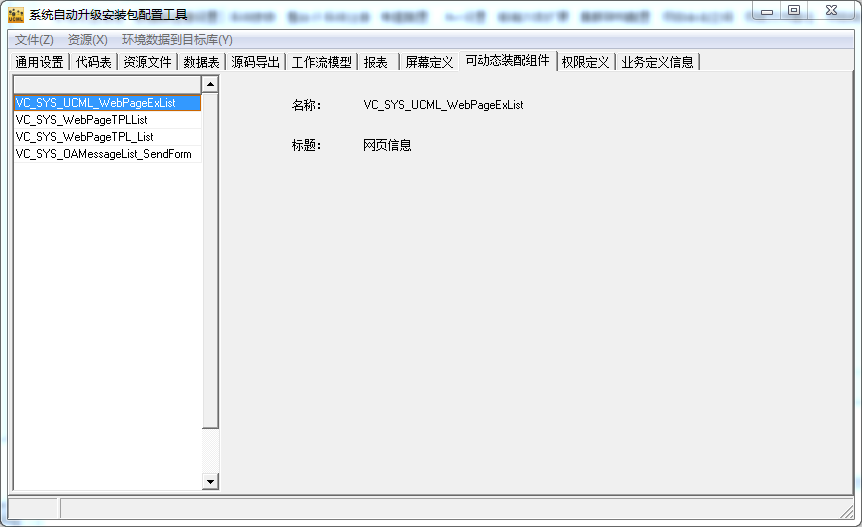 系统自动升级安装包配置工具
文件(Z) 资源(X) 环境数据到目标库(Y)
通用设置 代码表 资源文件 数据表 源码导出 工作流模型 报表 屏幕定义 可动态装配组件 权限定义 业务定义信息
VC_SYS_UCML_WebPageExList
VC_SYS_WebPageTPLList
VC_SYS_WebPageTPL_List
VC_SYS_OAMessageList_SendForm
名称: VC_SYS_UCML_WebPageExList
标题: 网页信息